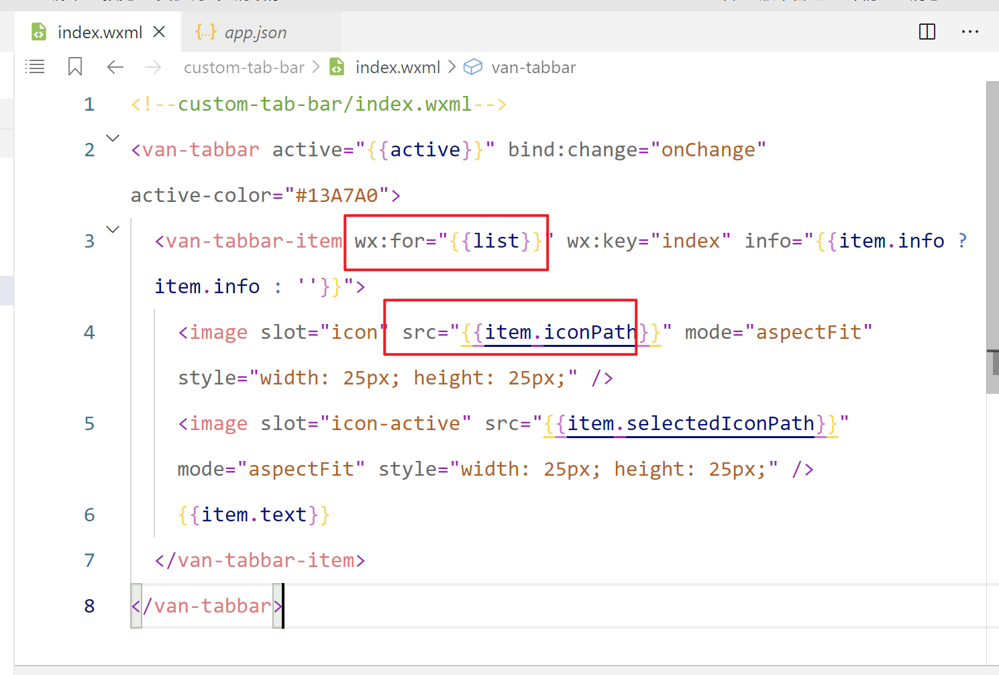 index.wxml
app.json
custom-tab-bar > index.wxml > van-tabbar
1 <!--custom-tab-bar/index.wxml-->
2 <van-tabbar active="{{active}}" bind:change="onChange"
active-color="#13A7A0">
3 <van-tabbar-item wx:for="{{list}}" wx:key="index" info="{{item.info ?
item.info : ''}}">
4 <image slot="icon" src="{{item.iconPath}}" mode="aspectFit"
style="width: 25px; height: 25px;" />
5 <image slot="icon-active" src="{{item.selectedIconPath}}"
mode="aspectFit" style="width: 25px; height: 25px;" />
6 {{item.text}}
7 </van-tabbar-item>
8 </van-tabbar>